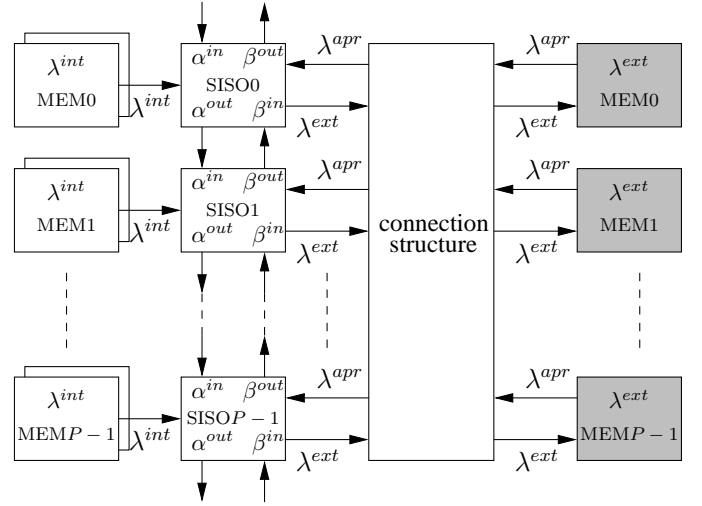 α^{in} β^{out}
λ^{int}
MEM0
λ^{int}
SISO0
α^{out} β^{in}
λ^{apr}
λ^{ext}
λ^{apr}
λ^{ext}
λ^{ext}
MEM0
α^{in} β^{out}
λ^{int}
MEM1
λ^{int}
SISO1
α^{out} β^{in}
λ^{apr}
λ^{ext}
connection
structure
λ^{apr}
λ^{ext}
λ^{ext}
MEM1
α^{in} β^{out}
λ^{int}
MEMP − 1
λ^{int}
SISOP − 1
α^{out} β^{in}
λ^{apr}
λ^{ext}
λ^{apr}
λ^{ext}
λ^{ext}
MEMP − 1